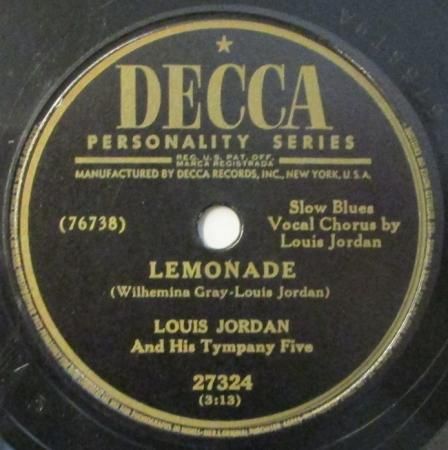 DECCA
PERSONALITY SERIES
REG. U.S. PAT. OFF.
MARCA REGISTRADA
MANUFACTURED BY DECCA RECORDS, INC., NEW YORK, U.S.A.
(76738)
Slow Blues
Vocal Chorus by
Louis Jordan
LEMONADE
(Wilhemina Gray-Louis Jordan)
LOUIS JORDAN
And His Tympany Five
27324
(3:13)